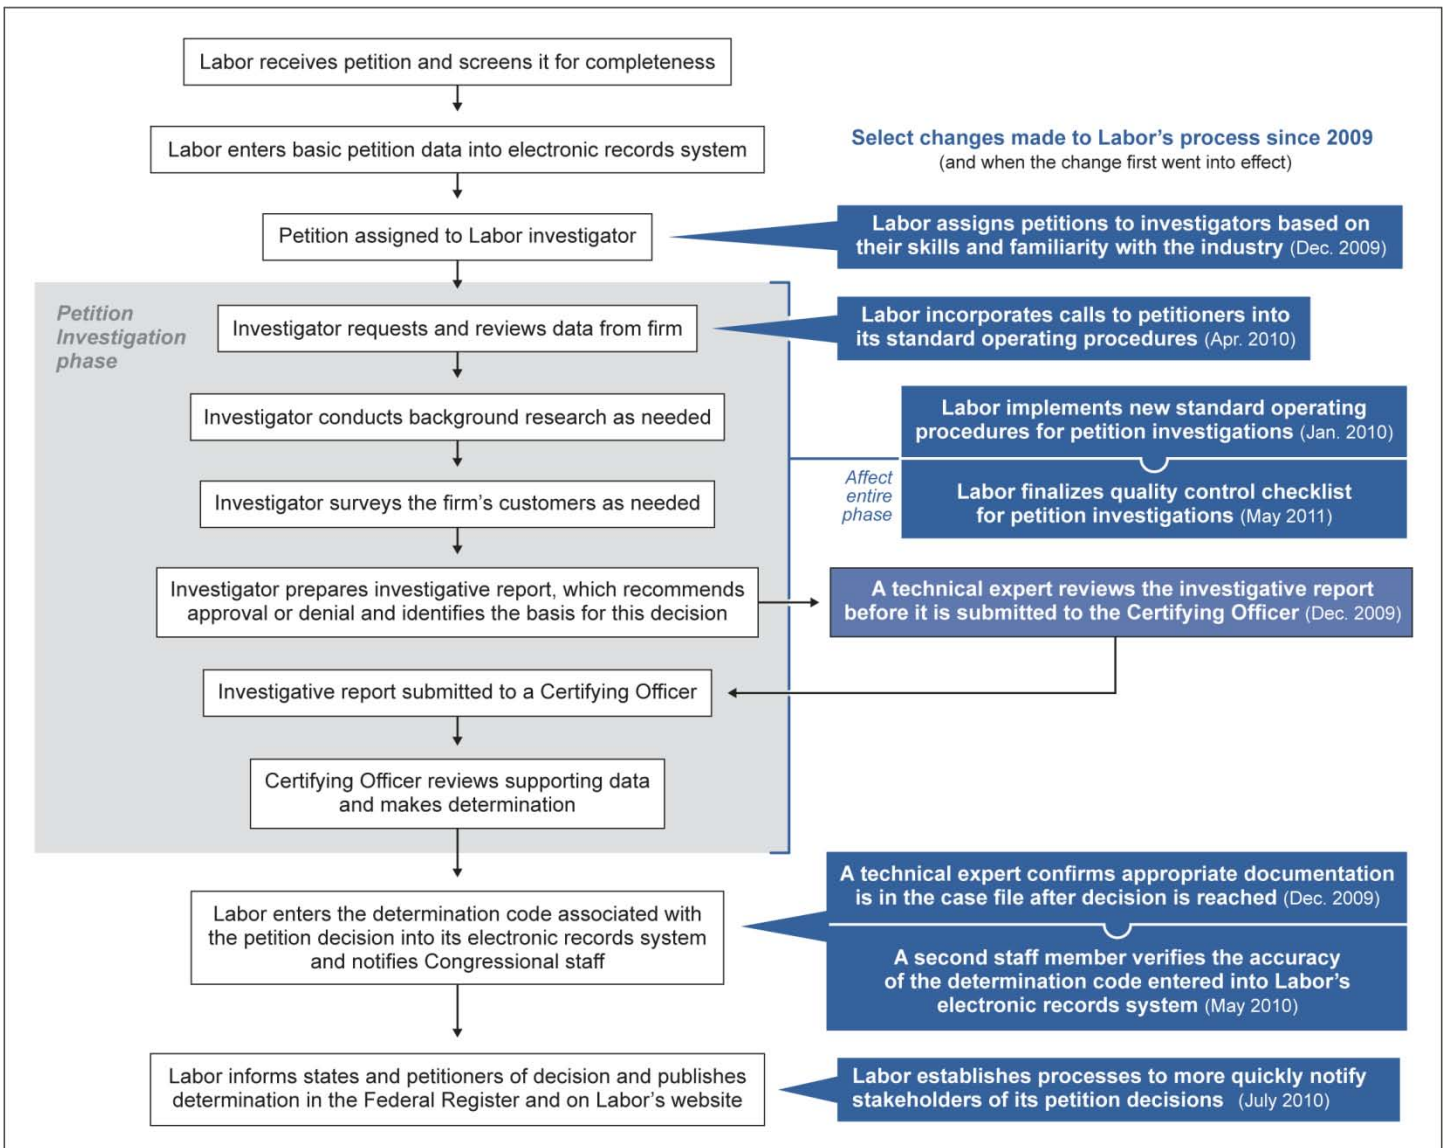 Labor receives petition and screens it for completeness
Labor enters basic petition data into electronic records system
Select changes made to Labor's process since 2009
(and when the change first went into effect)
Petition assigned to Labor investigator
Labor assigns petitions to investigators based on
their skills and familiarity with the industry (Dec. 2009)
Petition
Investigation
phase
Investigator requests and reviews data from firm
Labor incorporates calls to petitioners into
its standard operating procedures (Apr. 2010)
Investigator conducts background research as needed
Labor implements new standard operating
procedures for petition investigations (Jan. 2010)
Affect
entire
phase
Labor finalizes quality control checklist
for petition investigations (May 2011)
Investigator surveys the firm's customers as needed
Investigator prepares investigative report, which recommends
approval or denial and identifies the basis for this decision
A technical expert reviews the investigative report
before it is submitted to the Certifying Officer (Dec. 2009)
Investigative report submitted to a Certifying Officer
Certifying Officer reviews supporting data
and makes determination
Labor enters the determination code associated with
the petition decision into its electronic records system
and notifies Congressional staff
A technical expert confirms appropriate documentation
is in the case file after decision is reached (Dec. 2009)
A second staff member verifies the accuracy
of the determination code entered into Labor's
electronic records system (May 2010)
Labor informs states and petitioners of decision and publishes
determination in the Federal Register and on Labor's website
Labor establishes processes to more quickly notify
stakeholders of its petition decisions (July 2010)